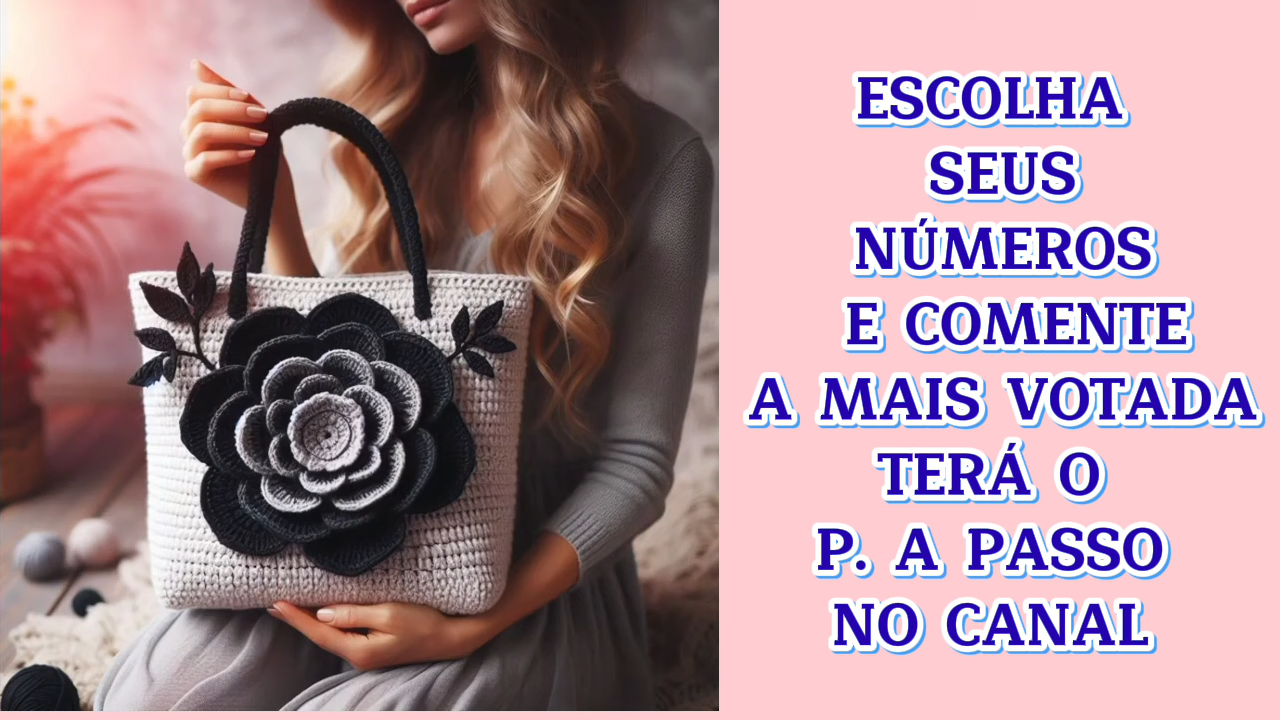 ESCOLHA
SEUS
NÚMEROS
E COMENTE
A MAIS VOTADA
TERÁ O
P. A PASSO
NO CANAL